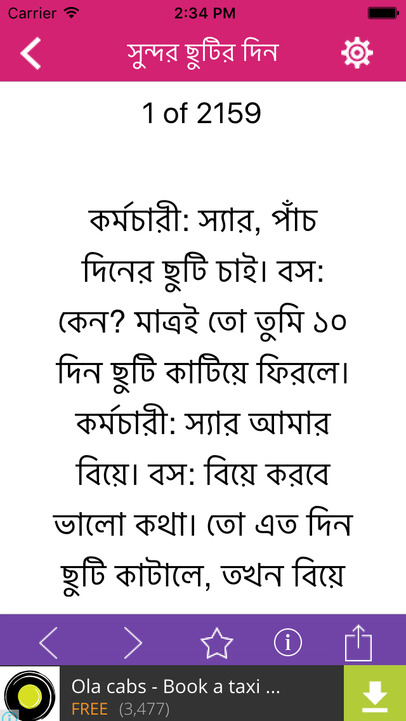 Carrier 2:34 PM
সুন্দর ছুটির দিন
1 of 2159
কর্মচারী: স্যার, পাঁচ
দিনের ছুটি চাই। বস:
কেন? মাত্রই তো তুমি ১০
দিন ছুটি কাটিয়ে ফিরলে।
কর্মচারী: স্যার আমার
বিয়ে। বস: বিয়ে করবে
ভালো কথা। তো এত দিন
ছুটি কাটালে, তখন বিয়ে
Ola cabs - Book a taxi ...
FREE (3,477)